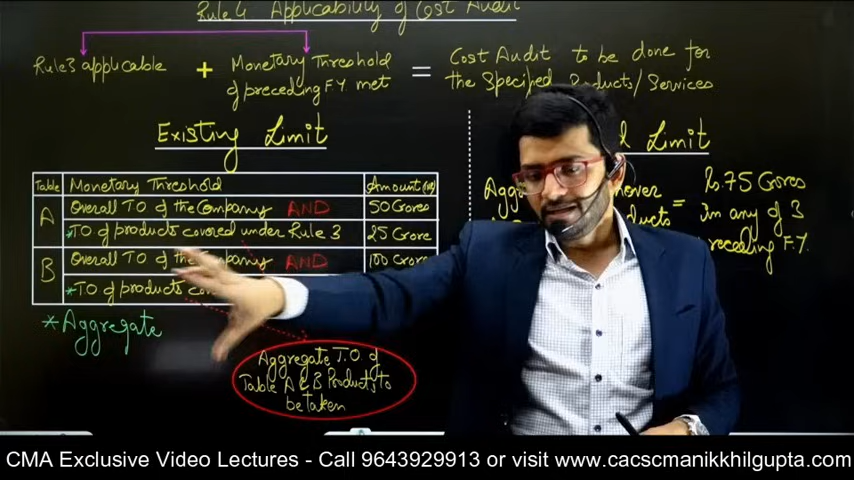 Rule 4 Applicability of Cost Audit
Rule 3 applicable + Monetary Threshold of preceding FY met = Cost Audit to be done for the Specified Products/Services
Existing Limit
Limit
Table Monetary Threshold Amount
A Overall TO of the Company AND 50 Crores
*TO of products covered under Rule 3 25 Crore
B Overall TO of the Company AND 100 Crore
*TO of products
*Aggregate
Aggregate T.O of
Table A & B Products to
be taken
= Rs.75 Crores
in any of 3
preceding F.Y.
CMA Exclusive Video Lectures - Call 9643929913 or visit www.cacscmanikkhilgupta.com